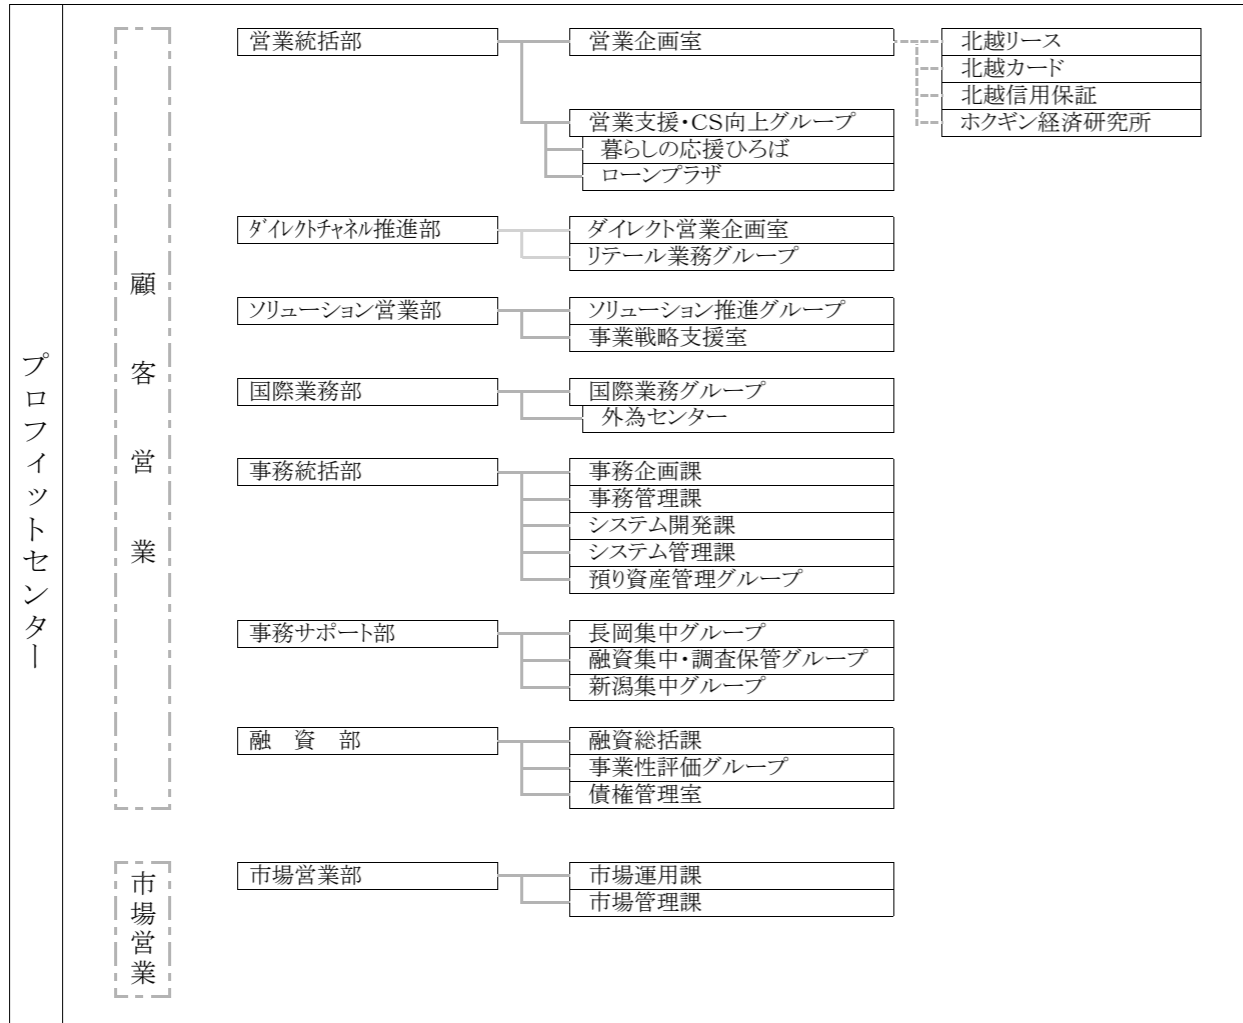 プロフィットセンター
顧客営業
営業統括部
営業企画室
北越リース
北越カード
北越信用保証
ホクギン経済研究所
営業支援・CS向上グループ
暮らしの応援ひろば
ローンプラザ
ダイレクトチャネル推進部
ダイレクト営業企画室
リテール業務グループ
ソリューション営業部
ソリューション推進グループ
事業戦略支援室
国際業務部
国際業務グループ
外為センター
事務統括部
事務企画課
事務管理課
システム開発課
システム管理課
預り資産管理グループ
事務サポート部
長岡集中グループ
融資集中・調査保管グループ
新潟集中グループ
融　資　部
融資総括課
事業性評価グループ
債権管理室
市場営業
市場営業部
市場運用課
市場管理課